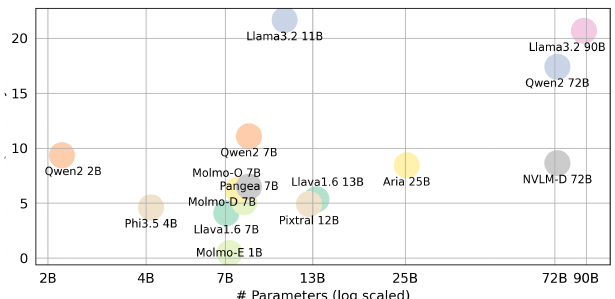 20
15
10
5
0
Llama3.2 11B
Llama3.2 90B
Qwen2 72B
Qwen2 7B
Qwen2 2B
Molmo-O 7B
Pangea 7B
Llava1.6 13B
Aria 25B
NVLM-D 72B
Molmo-D 7B
Phi3.5 4B
Pixtral 12B
Llava1.6 7B
Molmo-E 1B
2B 4B 7B 13B 25B 72B 90B
# Parameters (log scaled)